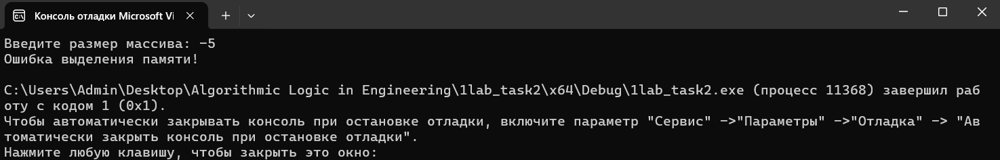 Консоль отладки Microsoft Vi
Введите размер массива: -5
Ошибка выделения памяти!
C:\Users\Admin\Desktop\Algorithmic Logic in Engineering\1lab_task2\x64\Debug\1lab_task2.exe (процесс 11368) завершил раб
оту с кодом 1 (0x1).
Чтобы автоматически закрывать консоль при остановке отладки, включите параметр "Сервис" ->"Параметры" ->"Отладка" -> "Ав
томатически закрыть консоль при остановке отладки".
Нажмите любую клавишу, чтобы закрыть это окно: